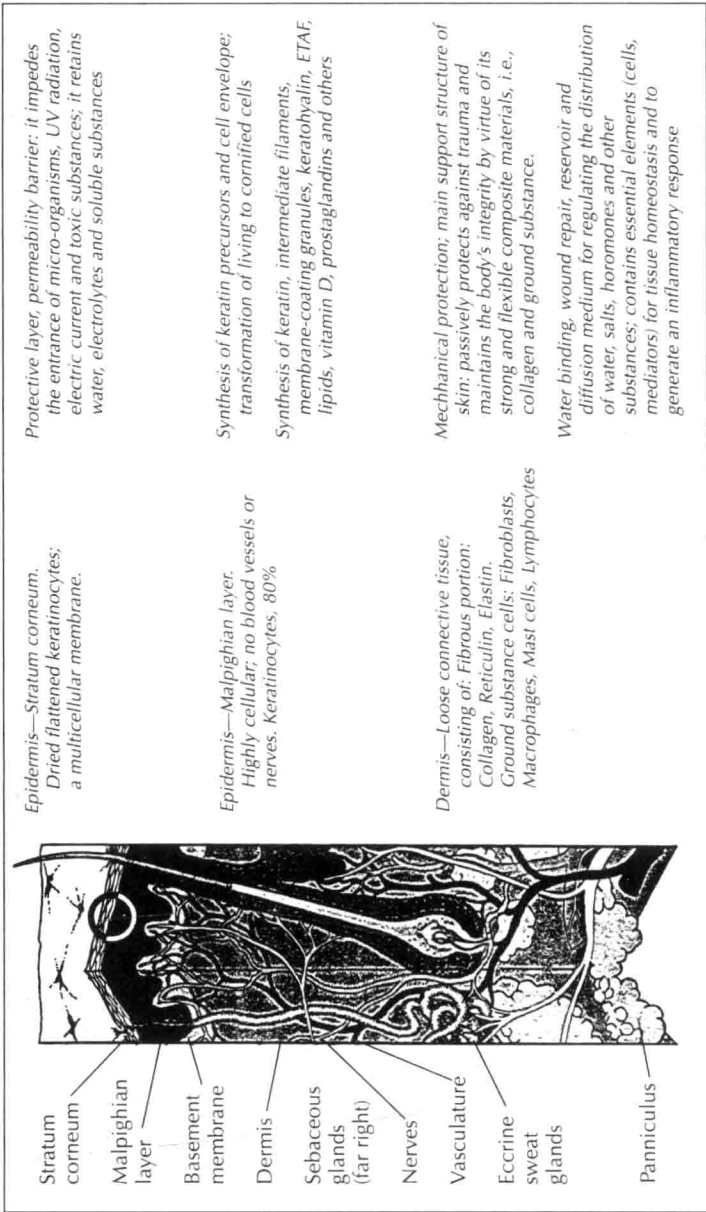 Stratum
corneum
Malpighian
layer
Basement
membrane
Dermis
Sebaceous
glands
(far right)
Nerves
Vasculature
Eccrine
sweat
glands
Panniculus
Epidermis—Stratum corneum.
Dried flattened keratinocytes;
a multicellular membrane.
Epidermis—Malpighian layer.
Highly cellular; no blood vessels or
nerves. Keratinocytes, 80%
Dermis—Loose connective tissue,
consisting of: Fibrous portion:
Collagen, Reticulin, Elastin.
Ground substance cells: Fibroblasts,
Macrophages, Mast cells, Lymphocytes
Protective layer, permeability barrier: it impedes
the entrance of micro-organisms, UV radiation,
electric current and toxic substances; it retains
water, electrolytes and soluble substances
Synthesis of keratin precursors and cell envelope;
transformation of living to cornified cells
Synthesis of keratin, intermediate filaments,
membrane-coating granules, keratohyalin, ETAF,
lipids, vitamin D, prostaglandins and others
Mechhanical protection; main support structure of
skin: passively protects against trauma and
maintains the body's integrity by virtue of its
strong and flexible composite materials, i.e.,
collagen and ground substance.
Water binding, wound repair, reservoir and
diffusion medium for regulating the distribution
of water, salts, horomones and other
substances; contains essential elements (cells,
mediators) for tissue homeostasis and to
generate an inflammatory response